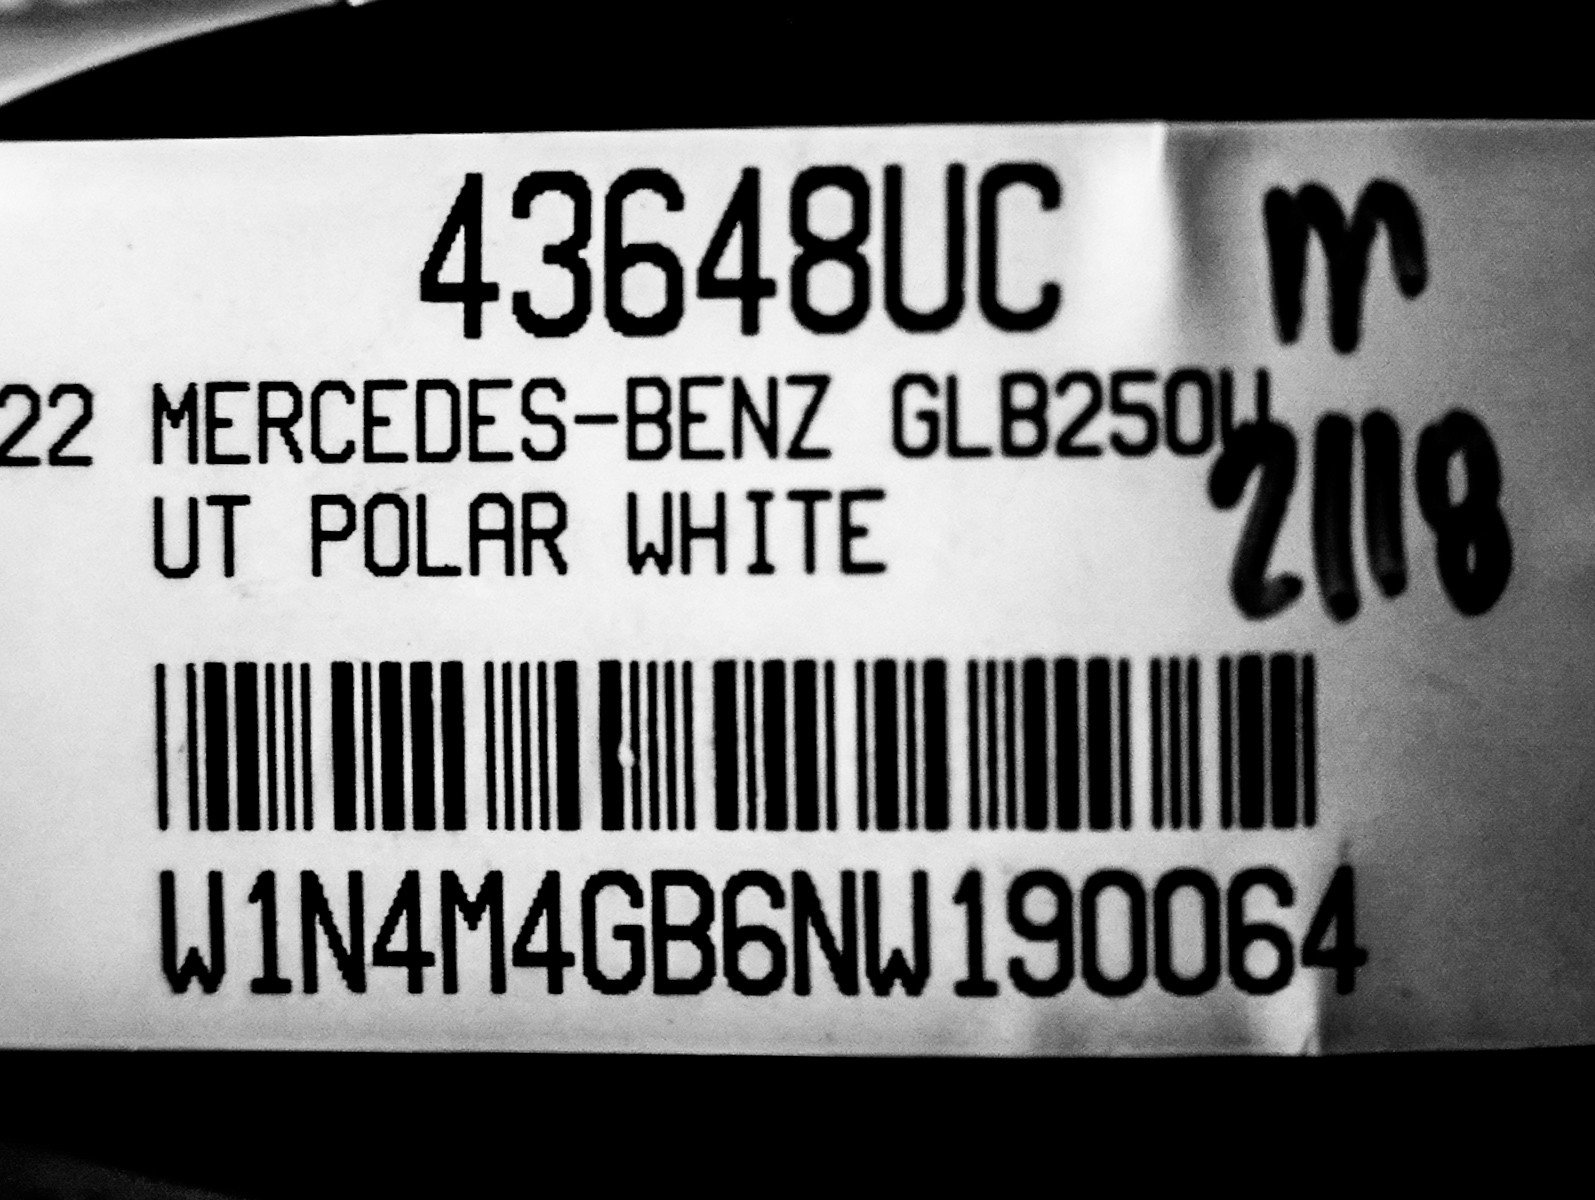 43648UC
m
22 MERCEDES-BENZ GLB250W
2118
UT POLAR WHITE
W1N4M4GB6NW190064